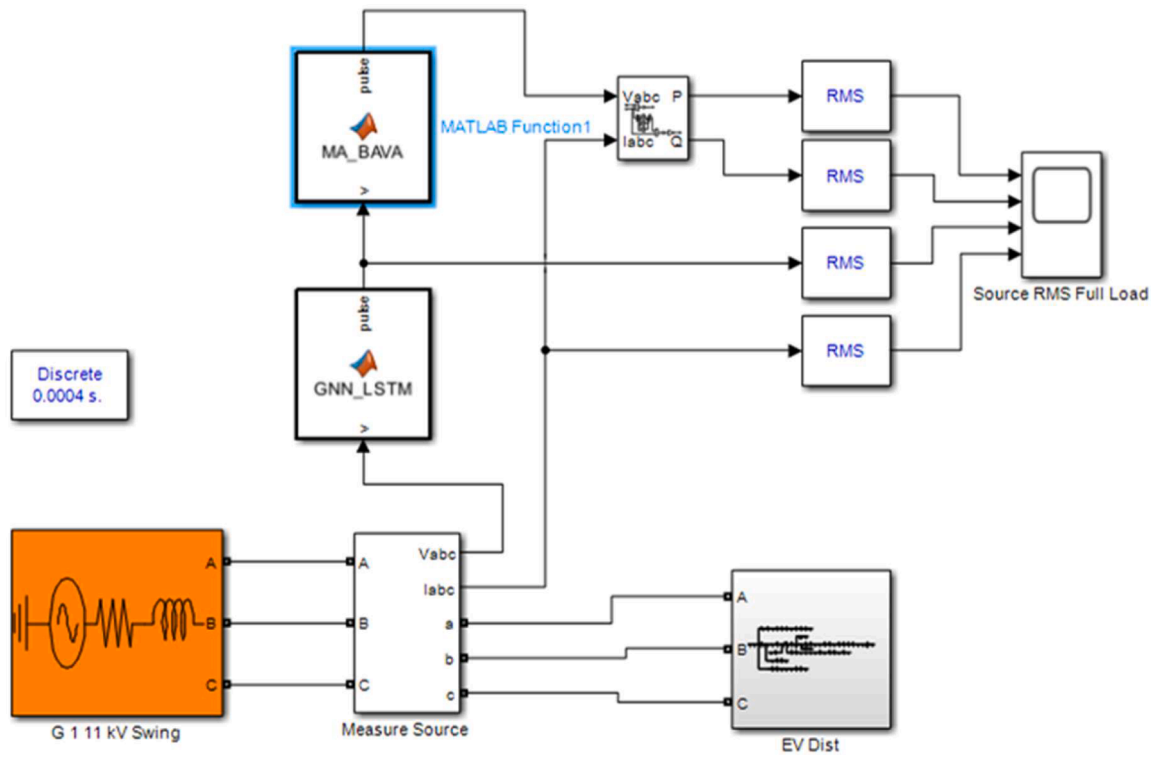 pulse
MA_BAVA
v
MATLAB Function1
Vabc P
Iabc Q
RMS
RMS
RMS
RMS
Source RMS Full Load
pulse
GNN_LSTM
v
Discrete
0.0004 s.
A
B
C
G 1 11 kV Swing
A
B
C
Vabc
Iabc
a
b
c
Measure Source
A
B
C
EV Dist